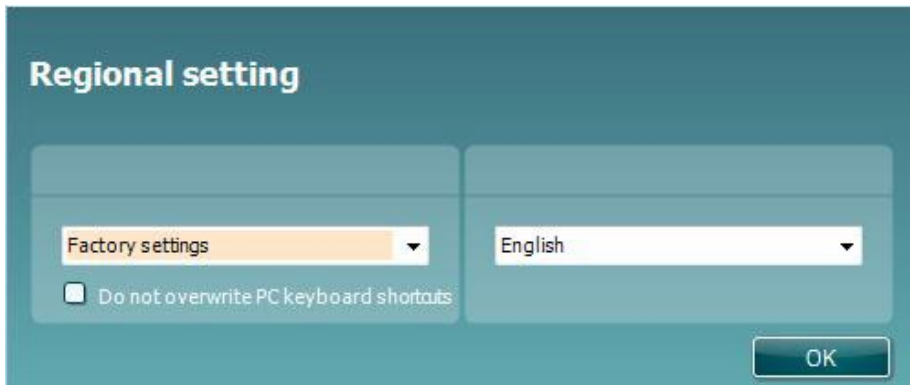 Regional setting
Factory settings
English
Do not overwrite PC keyboard shortcuts
OK